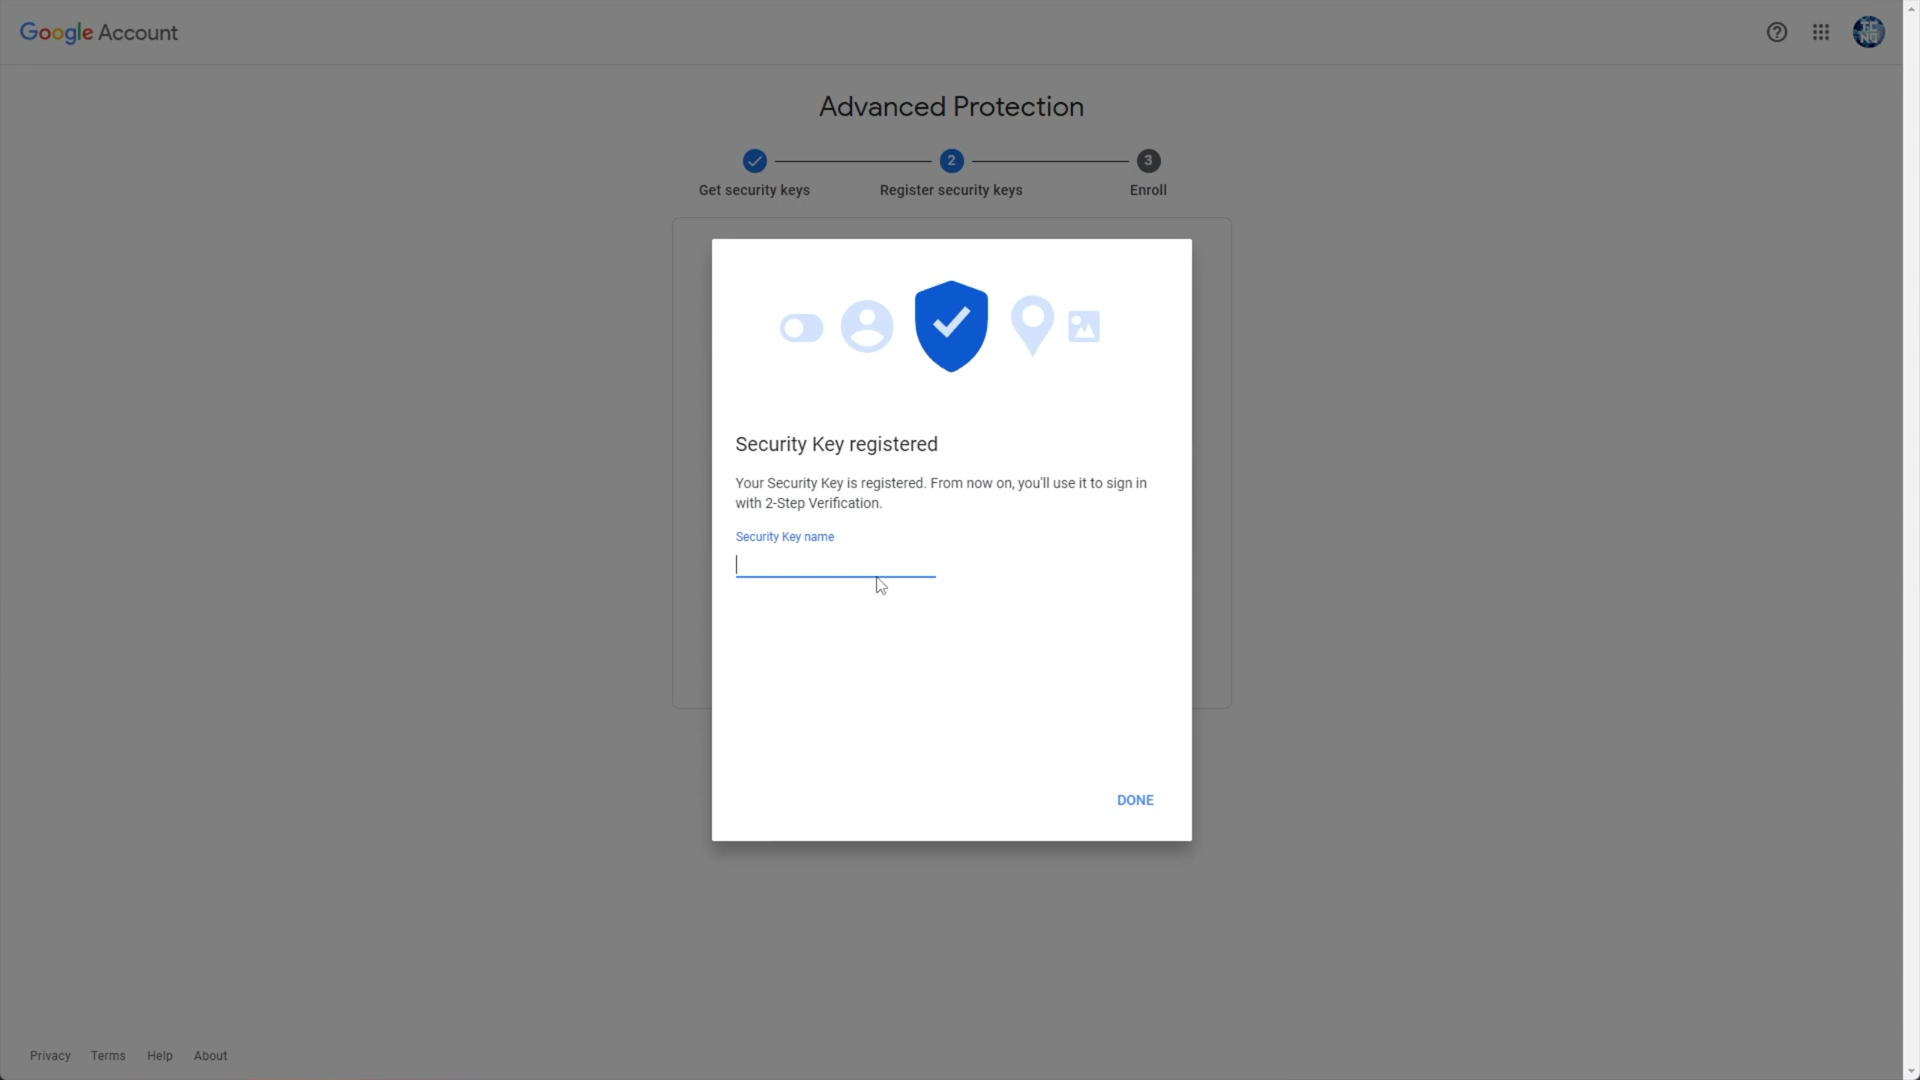 Google Account
Advanced Protection
2
3
Get security keys
Register security keys
Enroll
Security Key registered
Your Security Key is registered. From now on, you'll use it to sign in
with 2-Step Verification.
Security Key name
DONE
Privacy
Terms
Help
About